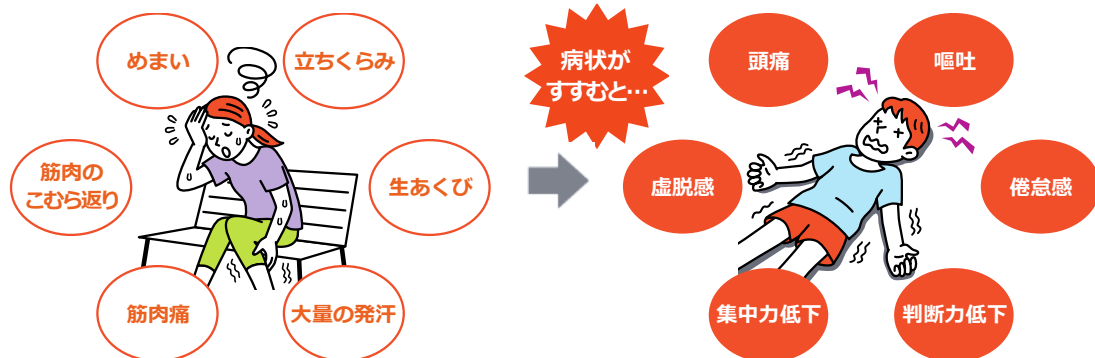 めまい
立ちくらみ
筋肉の
こむら返り
生あくび
筋肉痛
大量の発汗
病状が
すすむと…
頭痛
嘔吐
虚脱感
倦怠感
集中力低下
判断力低下